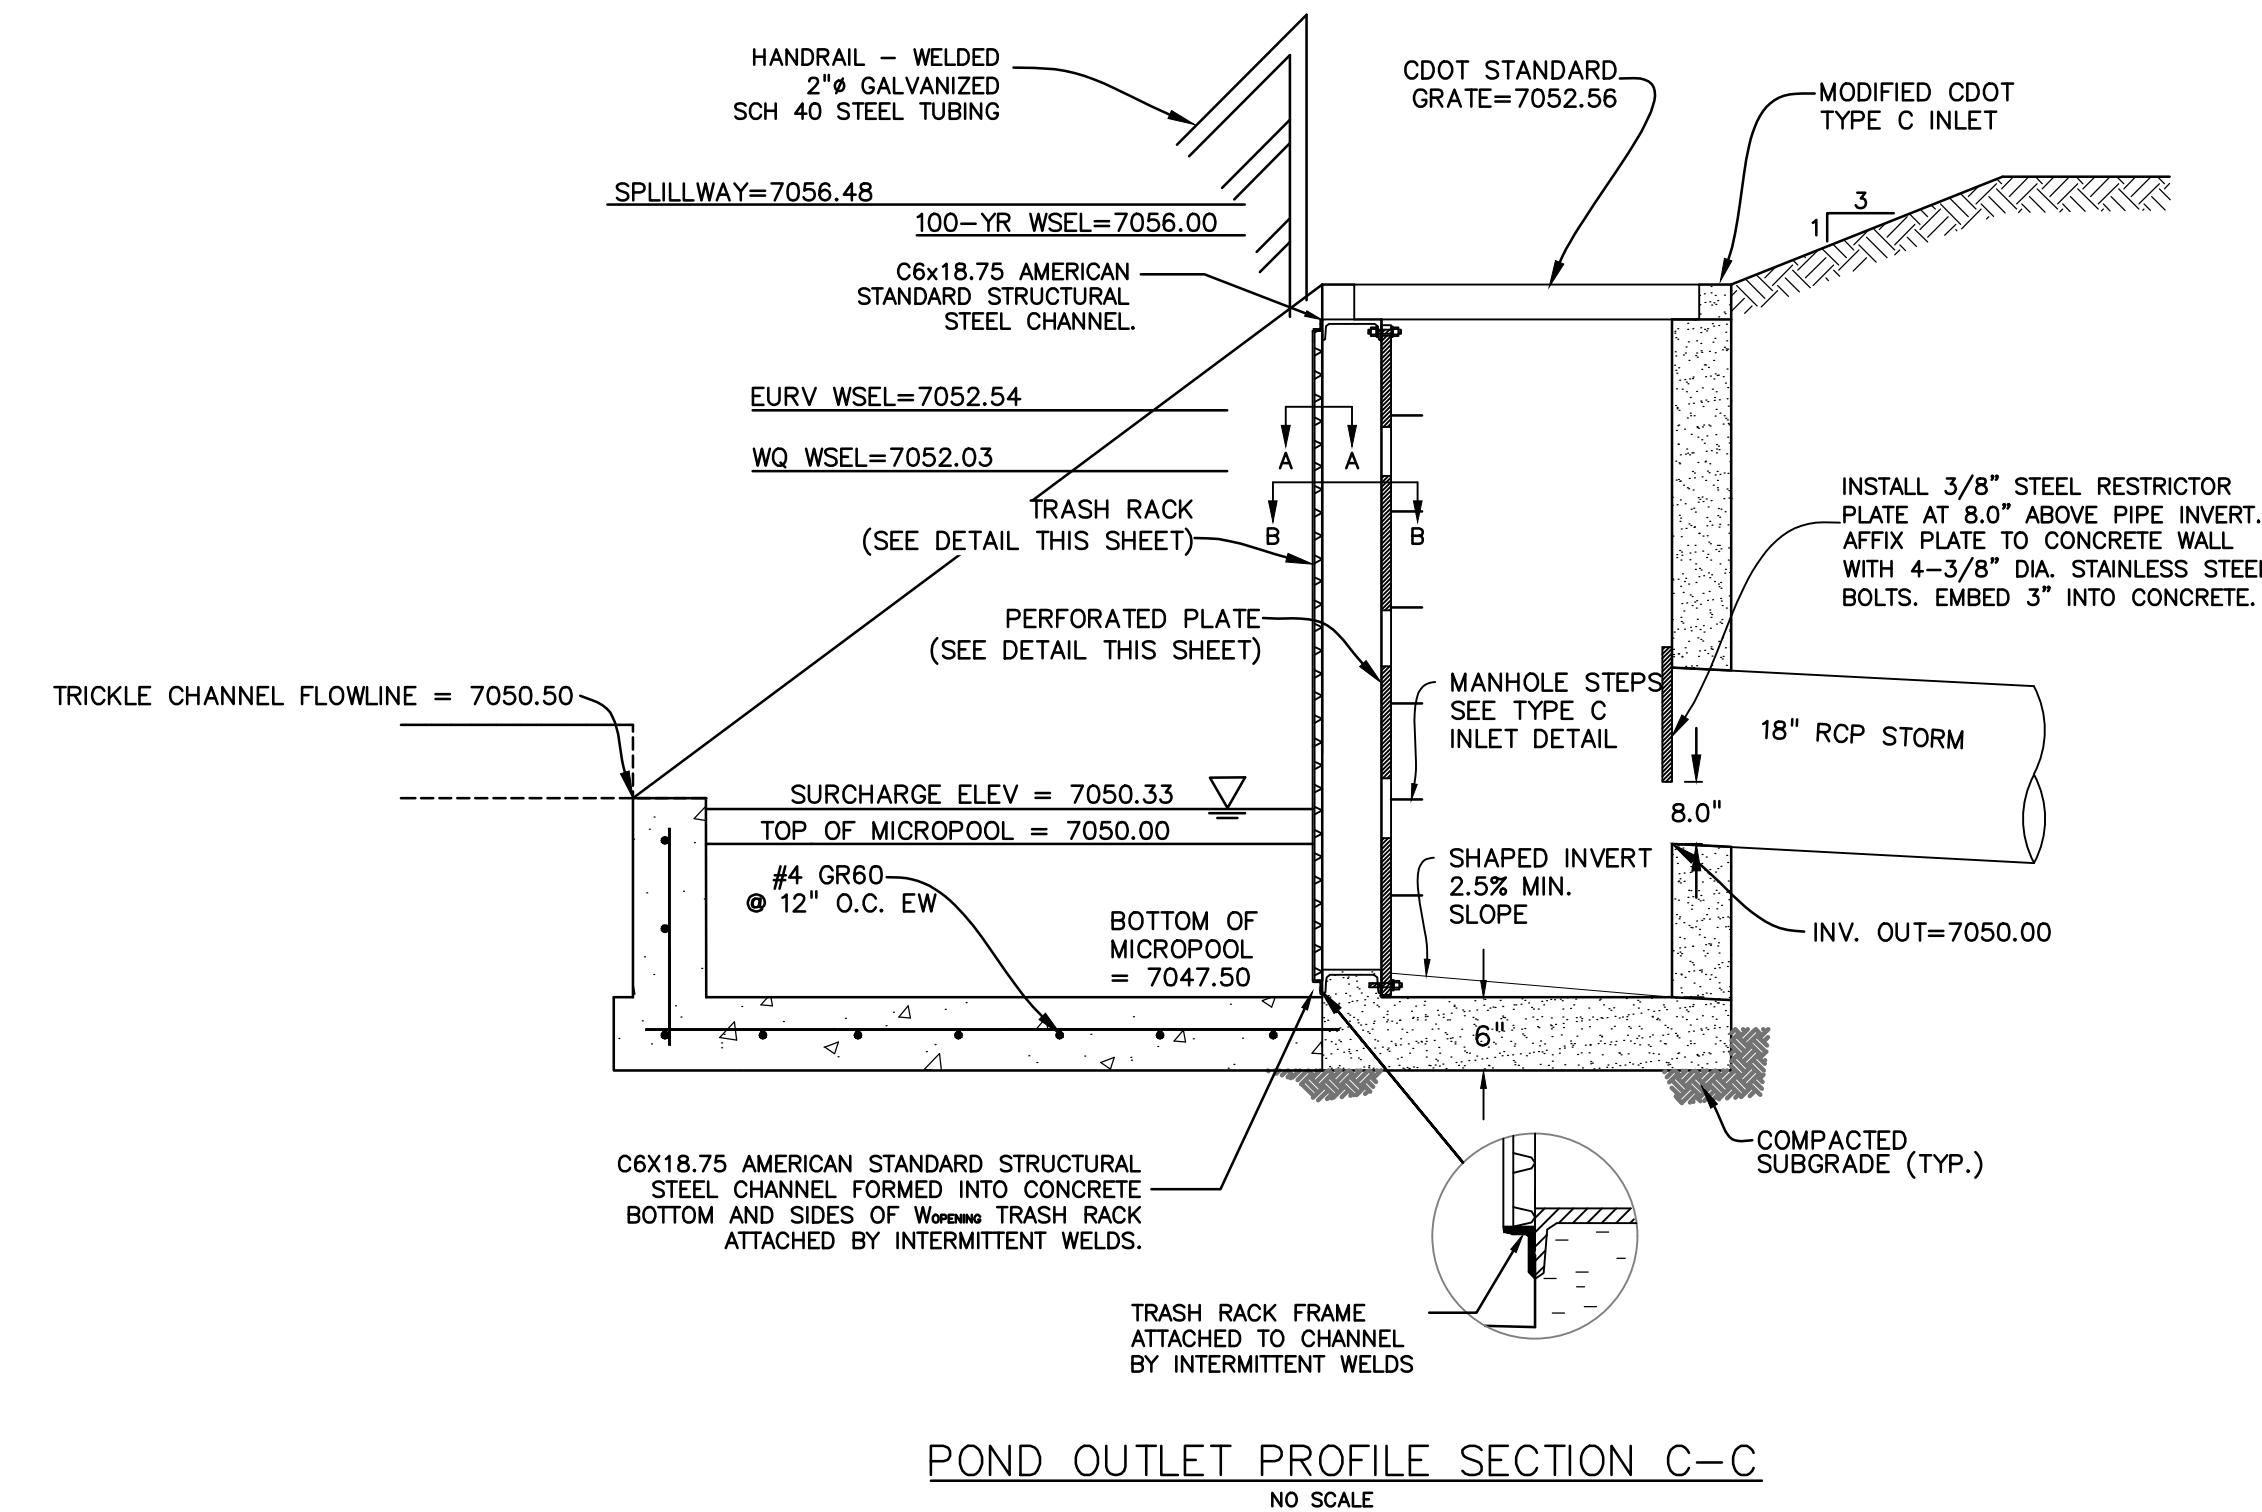 HANDRAIL - WELDED
2"ø GALVANIZED
SCH 40 STEEL TUBING
CDOT STANDARD
GRATE=7052.56
MODIFIED CDOT
TYPE C INLET
SPLILLWAY=7056.48
100-YR WSEL=7056.00
3
1
C6x18.75 AMERICAN
STANDARD STRUCTURAL
STEEL CHANNEL.
EURV WSEL=7052.54
WQ WSEL=7052.03
A A
B B
TRASH RACK
(SEE DETAIL THIS SHEET)
INSTALL 3/8" STEEL RESTRICTOR
PLATE AT 8.0" ABOVE PIPE INVERT.
AFFIX PLATE TO CONCRETE WALL
WITH 4-3/8" DIA. STAINLESS STEEL
BOLTS. EMBED 3" INTO CONCRETE.
PERFORATED PLATE
(SEE DETAIL THIS SHEET)
MANHOLE STEPS
SEE TYPE C
INLET DETAIL
TRICKLE CHANNEL FLOWLINE = 7050.50
18" RCP STORM
SURCHARGE ELEV = 7050.33
TOP OF MICROPOOL = 7050.00
8.0"
#4 GR60
@ 12" O.C. EW
SHAPED INVERT
2.5% MIN.
SLOPE
BOTTOM OF
MICROPOOL
= 7047.50
INV. OUT=7050.00
6"
COMPACTED
SUBGRADE (TYP.)
C6X18.75 AMERICAN STANDARD STRUCTURAL
STEEL CHANNEL FORMED INTO CONCRETE
BOTTOM AND SIDES OF WOPENING TRASH RACK
ATTACHED BY INTERMITTENT WELDS.
TRASH RACK FRAME
ATTACHED TO CHANNEL
BY INTERMITTENT WELDS
POND OUTLET PROFILE SECTION C-C
NO SCALE